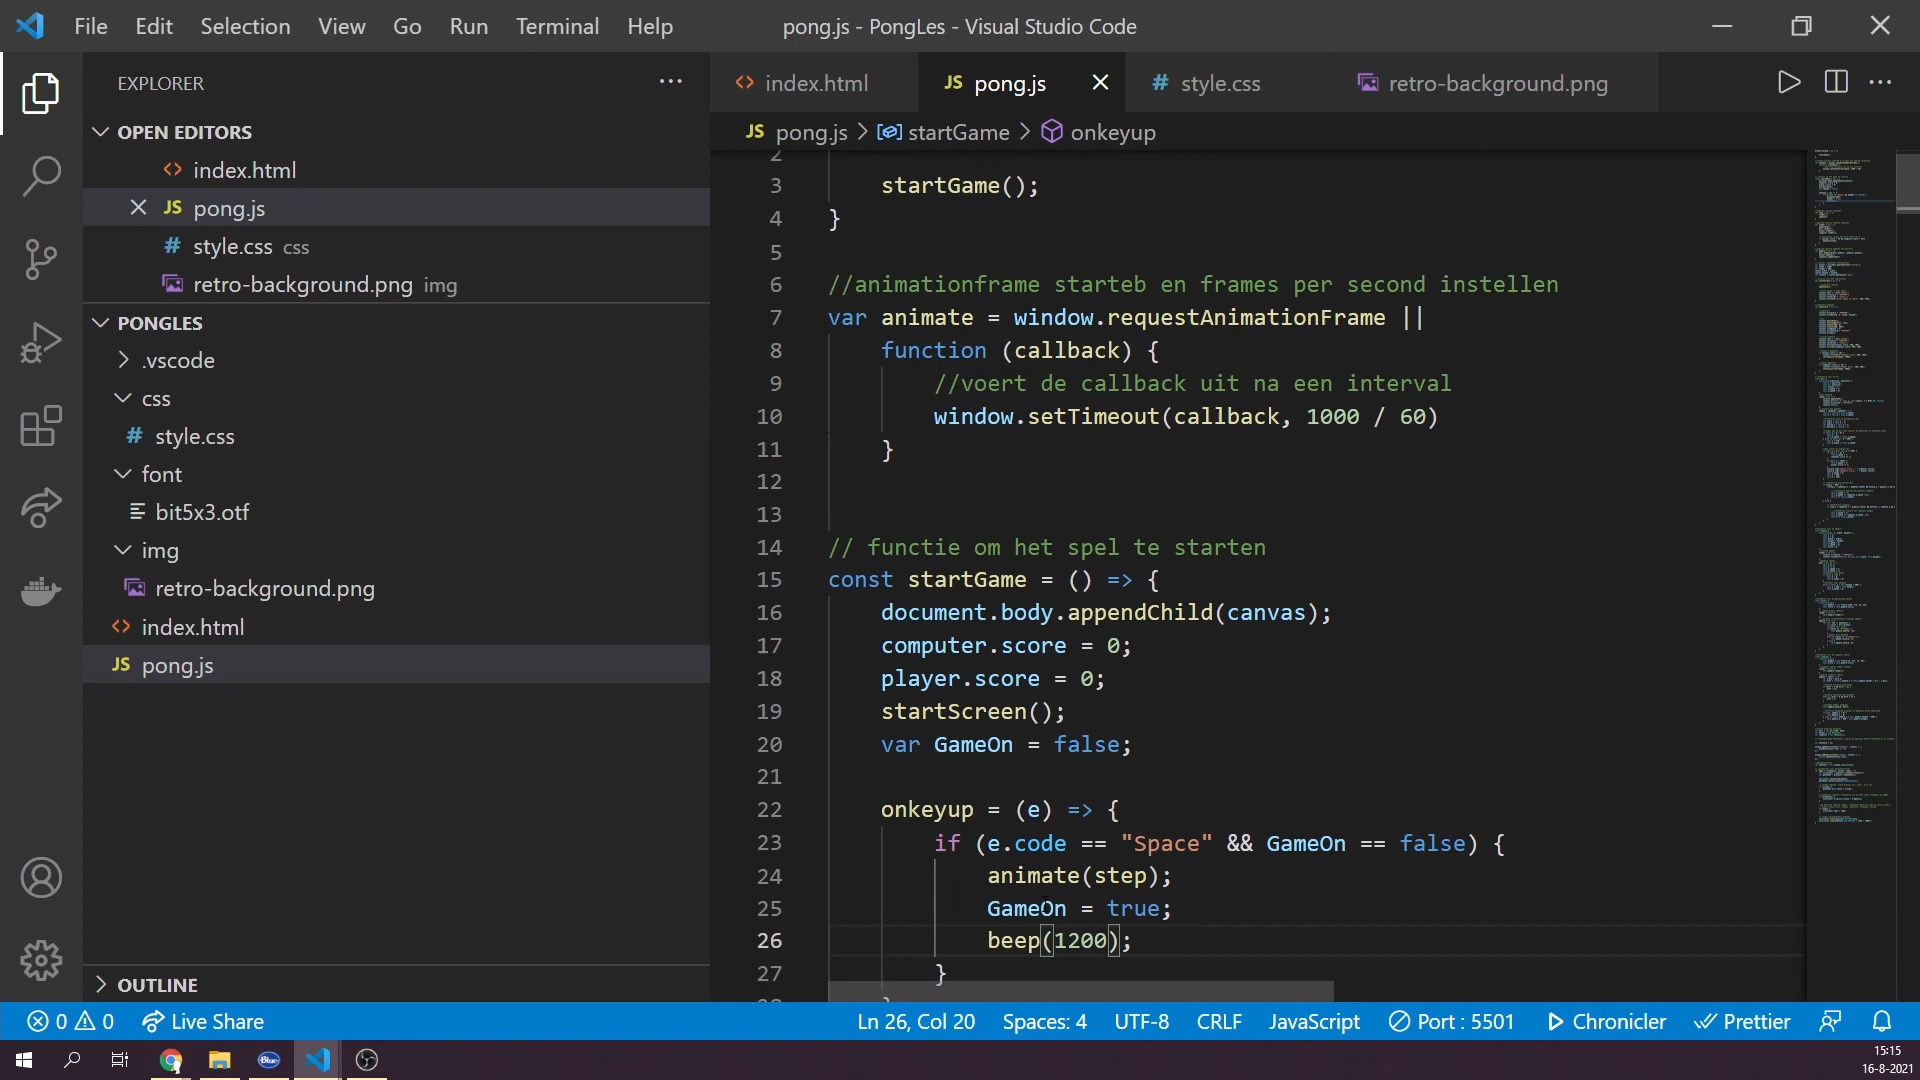 File Edit Selection View Go Run Terminal Help pong.js - PongLes - Visual Studio Code
EXPLORER
OPEN EDITORS
index.html
JS pong.js
# style.css css
retro-background.png img
PONGLES
.vscode
css
# style.css
font
bit5x3.otf
img
retro-background.png
index.html
JS pong.js
OUTLINE
index.html JS pong.js # style.css retro-background.png
JS pong.js > startGame > onkeyup
2
3 startGame();
4 }
5
6 //animationframe starteb en frames per second instellen
7 var animate = window.requestAnimationFrame ||
8 function (callback) {
9 //voert de callback uit na een interval
10 window.setTimeout(callback, 1000 / 60)
11 }
12
13
14 // functie om het spel te starten
15 const startGame = () => {
16 document.body.appendChild(canvas);
17 computer.score = 0;
18 player.score = 0;
19 startScreen();
20 var GameOn = false;
21
22 onkeyup = (e) => {
23 if (e.code == "Space" && GameOn == false) {
24 animate(step);
25 GameOn = true;
26 beep(1200);
27 }
0 0 Live Share Ln 26, Col 20 Spaces: 4 UTF-8 CRLF JavaScript Port : 5501 Chronicler Prettier
Blue
15:15
16-8-2021